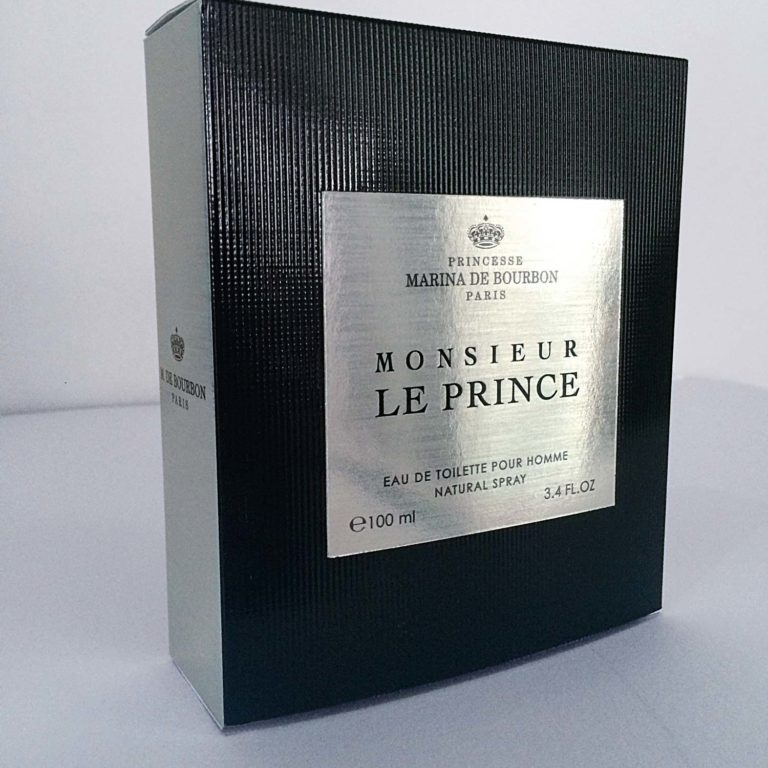 PRINCESSE
MARINA DE BOURBON
PARIS
MONSIEUR
LE PRINCE
EAU DE TOILETTE POUR HOMME
NATURAL SPRAY
℮100 ml 3.4 FL.OZ
M. DE BOURBON
PARIS